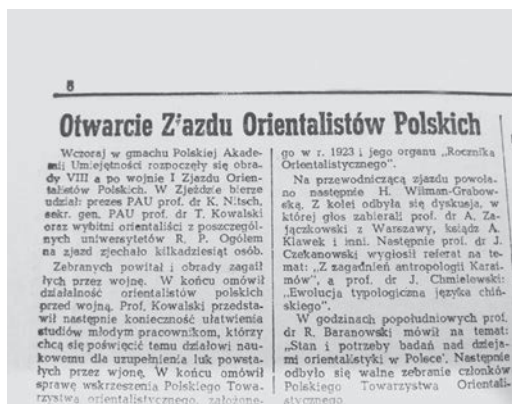 8
Otwarcie Z'azdu Orientalistów Polskich
Wczoraj w gmachu Polskiej Akade-
mii Umiejętności rozpoczęły się obra-
dy VIII a po wojnie I Zjazdu Orien-
talistów Polskich. W Zjeździe bierze
udział: prezes PAU prof. dr K. Nitsch,
sekr. gen. PAU prof. dr T. Kowalski
oraz wybitni orientaliści z poszczegól-
nych uniwersytetów R. P. Ogółem
na zjazd zjechało kilkadziesiąt osób.
Zebranych powitał i obrady zagaił
łych przez wojnę. W końcu omówił
działalność orientalistów polskich
przed wojną. Prof. Kowalski przedsta-
wił następnie konieczność ułatwienia
studiów młodym pracownikom, którzy
chcą się poświęcić temu działowi nau-
kowemu dla uzupełnienia luk powsta-
łych przez wjonę. W końcu omówił
sprawę wskrzeszenia Polskiego Towa-
rzystwa orientalistycznego, założone-
go w r. 1923 i jego organu „Rocznika
Orientalistycznego".
Na przewodniczącą zjazdu powoła-
no następnie H. Wilman-Grabow-
ską. Z kolei odbyła się dyskusja, w
której głos zabierali prof. dr A. Za-
jączkowski z Warszawy, ksiądz A.
Klawek i inni. Następnie prof. dr J.
Czekanowski wygłosił referat na te-
mat: „Z zagadnień antropologii Karai-
mów", a prof. dr J. Chmielewski:
„Ewolucja typologiczna języka chiń-
skiego".
W godzinach popołudniowych prof.
dr R. Baranowski mówił na temat:
„Stan i potrzeby badań nad dzieja-
mi orientalistyki w Polsce'. Następnie
odbyło się walne zebranie członków
Polskiego Towarzystwa Orientali-
stycznego